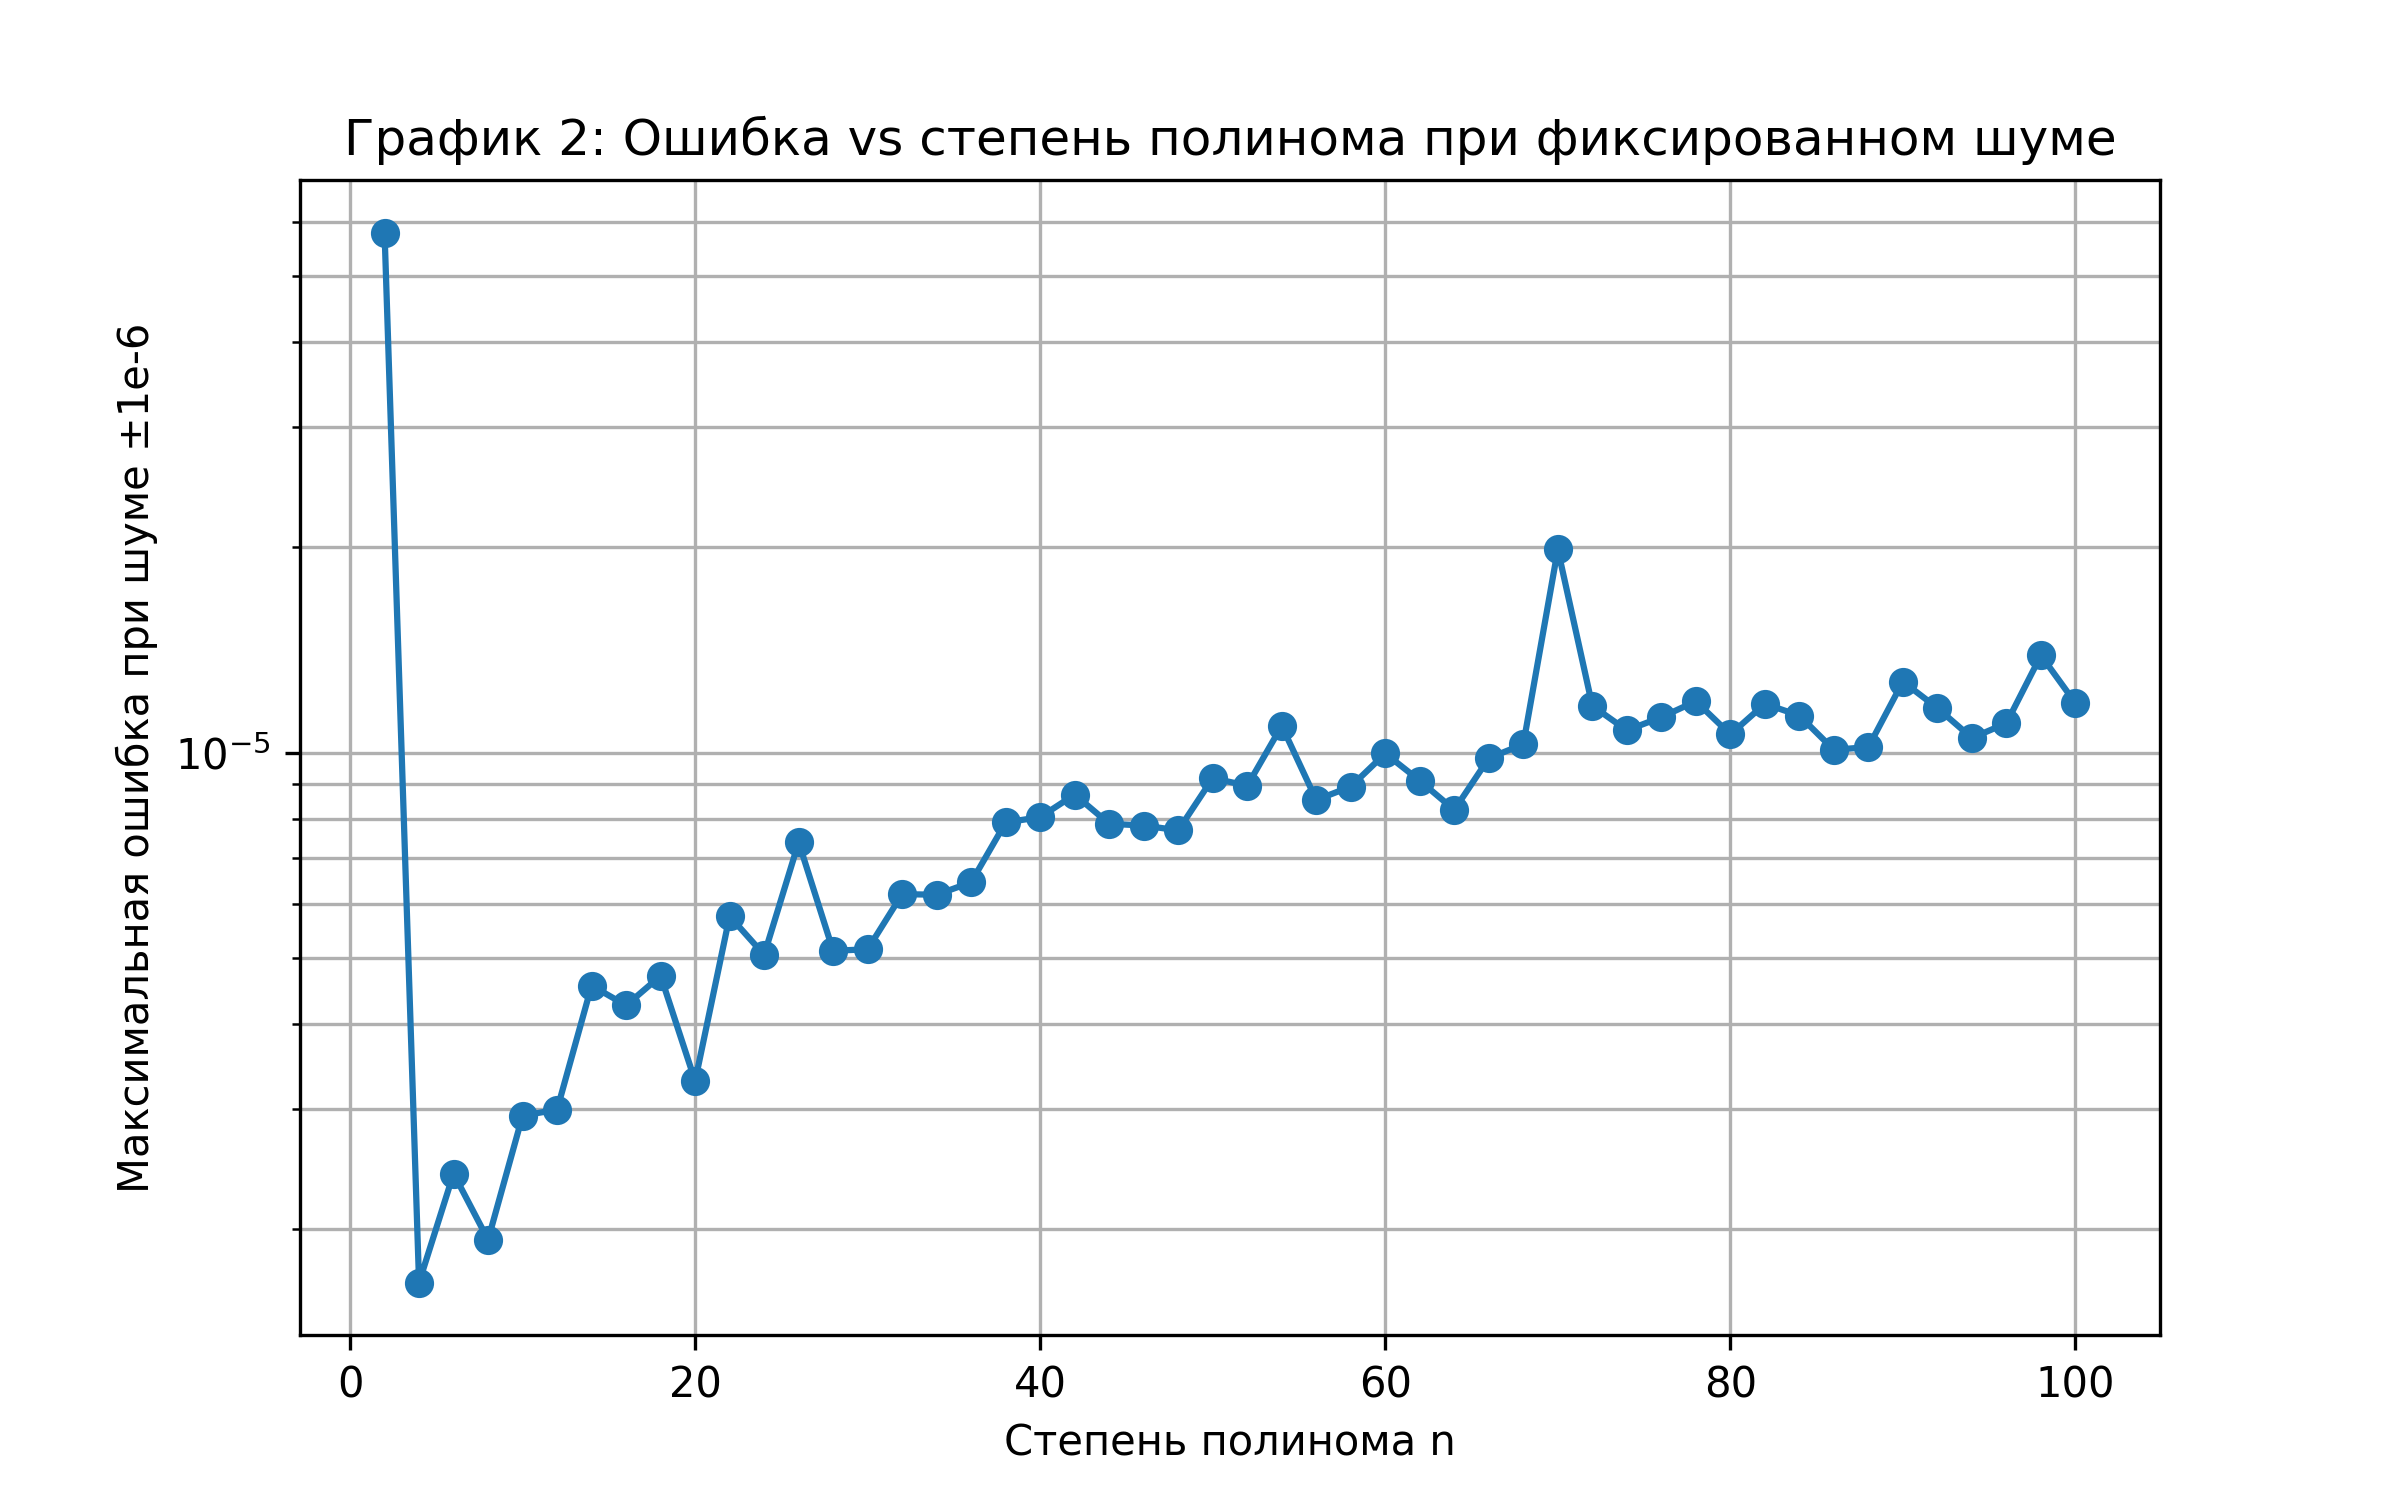 График 2: Ошибка vs степень полинома при фиксированном шуме
Максимальная ошибка при шуме ±1e-6
10⁻⁵
0 20 40 60 80 100
Степень полинома n